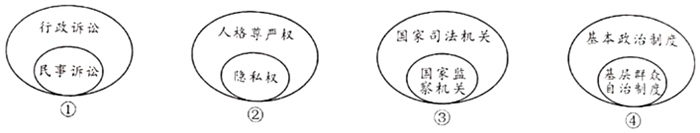 行政诉讼
民事诉讼
①
人格尊严权
隐私权
②
国家司法机关
国家监
察机关
③
基本政治制度
基层群众
自治制度
④